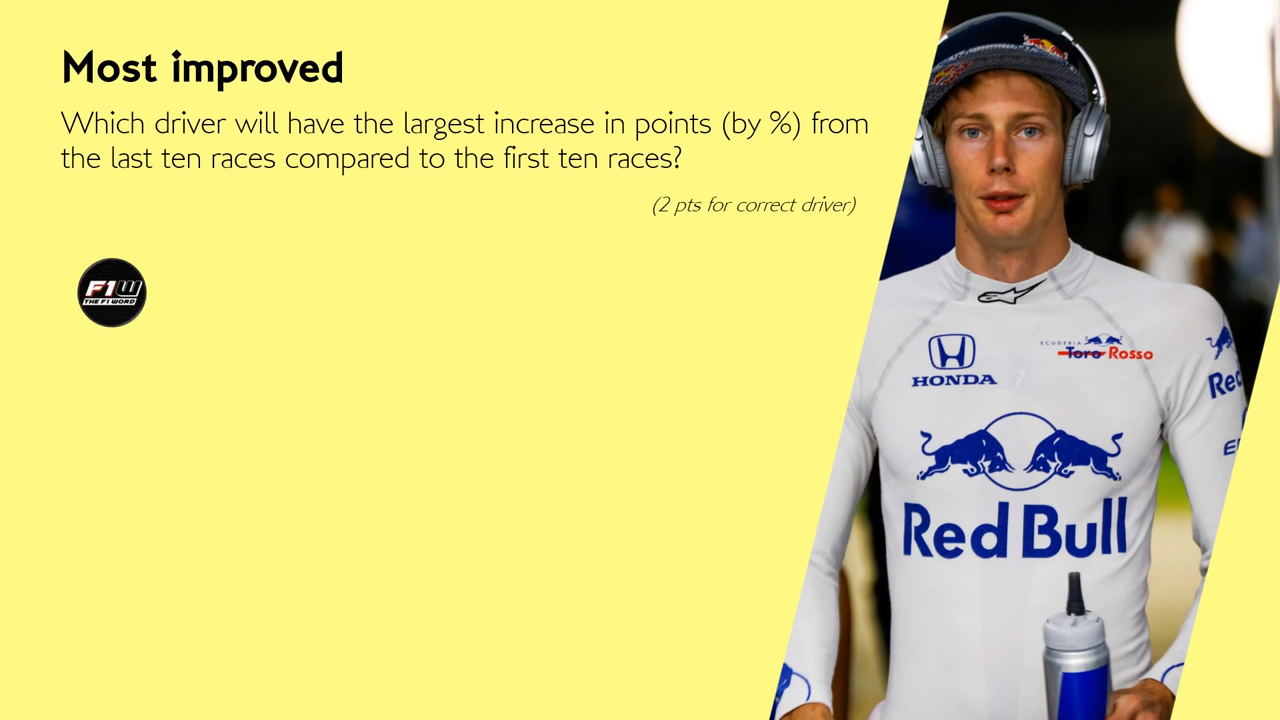 Most improved
Which driver will have the largest increase in points (by %) from
the last ten races compared to the first ten races?
(2 pts for correct driver)
F1W
THE F1 WORD
HONDA
SCUDERIA
Toro Rosso
Red
Red Bull